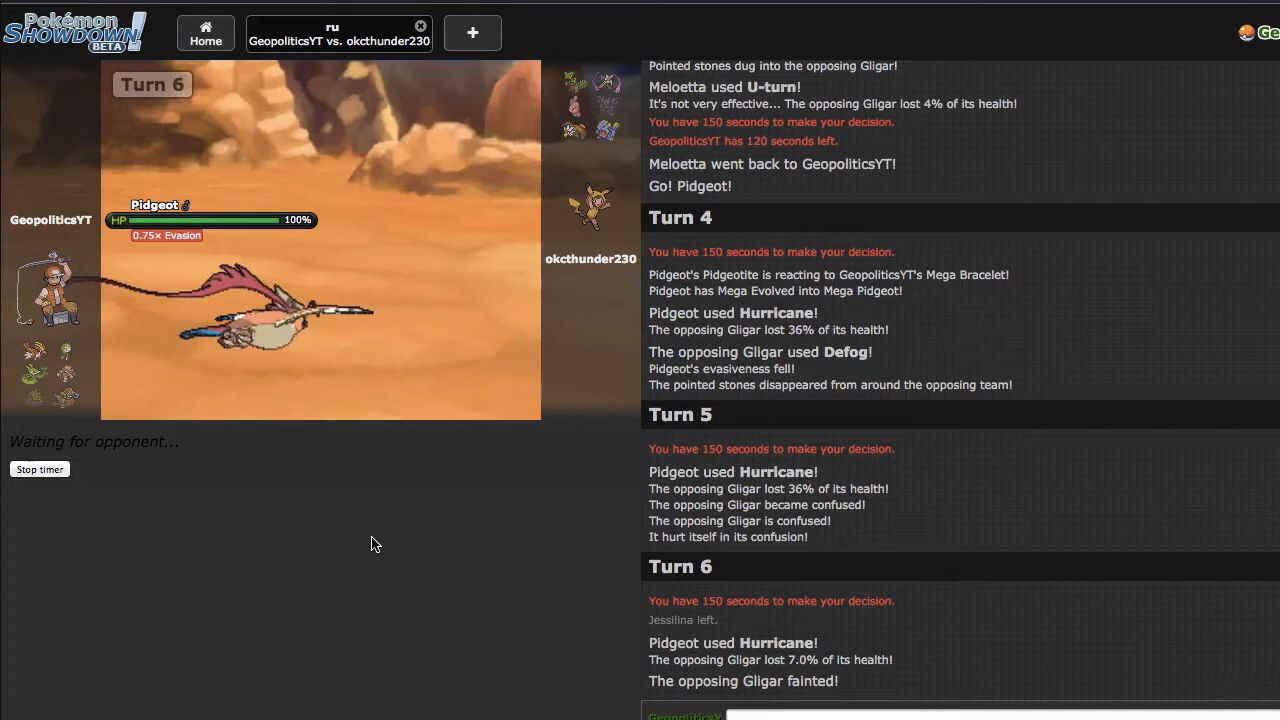 Pokémon
SHOWDOWN!
BETA
Home
ru
GeopoliticsYT vs. okcthunder230
+
Ge
Turn 6
Pidgeot
HP 100%
0.75× Evasion
GeopoliticsYT
okcthunder230
Waiting for opponent...
Stop timer
Pointed stones dug into the opposing Gligar!
Meloetta used U-turn!
It's not very effective... The opposing Gligar lost 4% of its health!
You have 150 seconds to make your decision.
GeopoliticsYT has 120 seconds left.
Meloetta went back to GeopoliticsYT!
Go! Pidgeot!
Turn 4
You have 150 seconds to make your decision.
Pidgeot's Pidgeotite is reacting to GeopoliticsYT's Mega Bracelet!
Pidgeot has Mega Evolved into Mega Pidgeot!
Pidgeot used Hurricane!
The opposing Gligar lost 36% of its health!
The opposing Gligar used Defog!
Pidgeot's evasiveness fell!
The pointed stones disappeared from around the opposing team!
Turn 5
You have 150 seconds to make your decision.
Pidgeot used Hurricane!
The opposing Gligar lost 36% of its health!
The opposing Gligar became confused!
The opposing Gligar is confused!
It hurt itself in its confusion!
Turn 6
You have 150 seconds to make your decision.
Jessilina left.
Pidgeot used Hurricane!
The opposing Gligar lost 7.0% of its health!
The opposing Gligar fainted!
GeopoliticsY